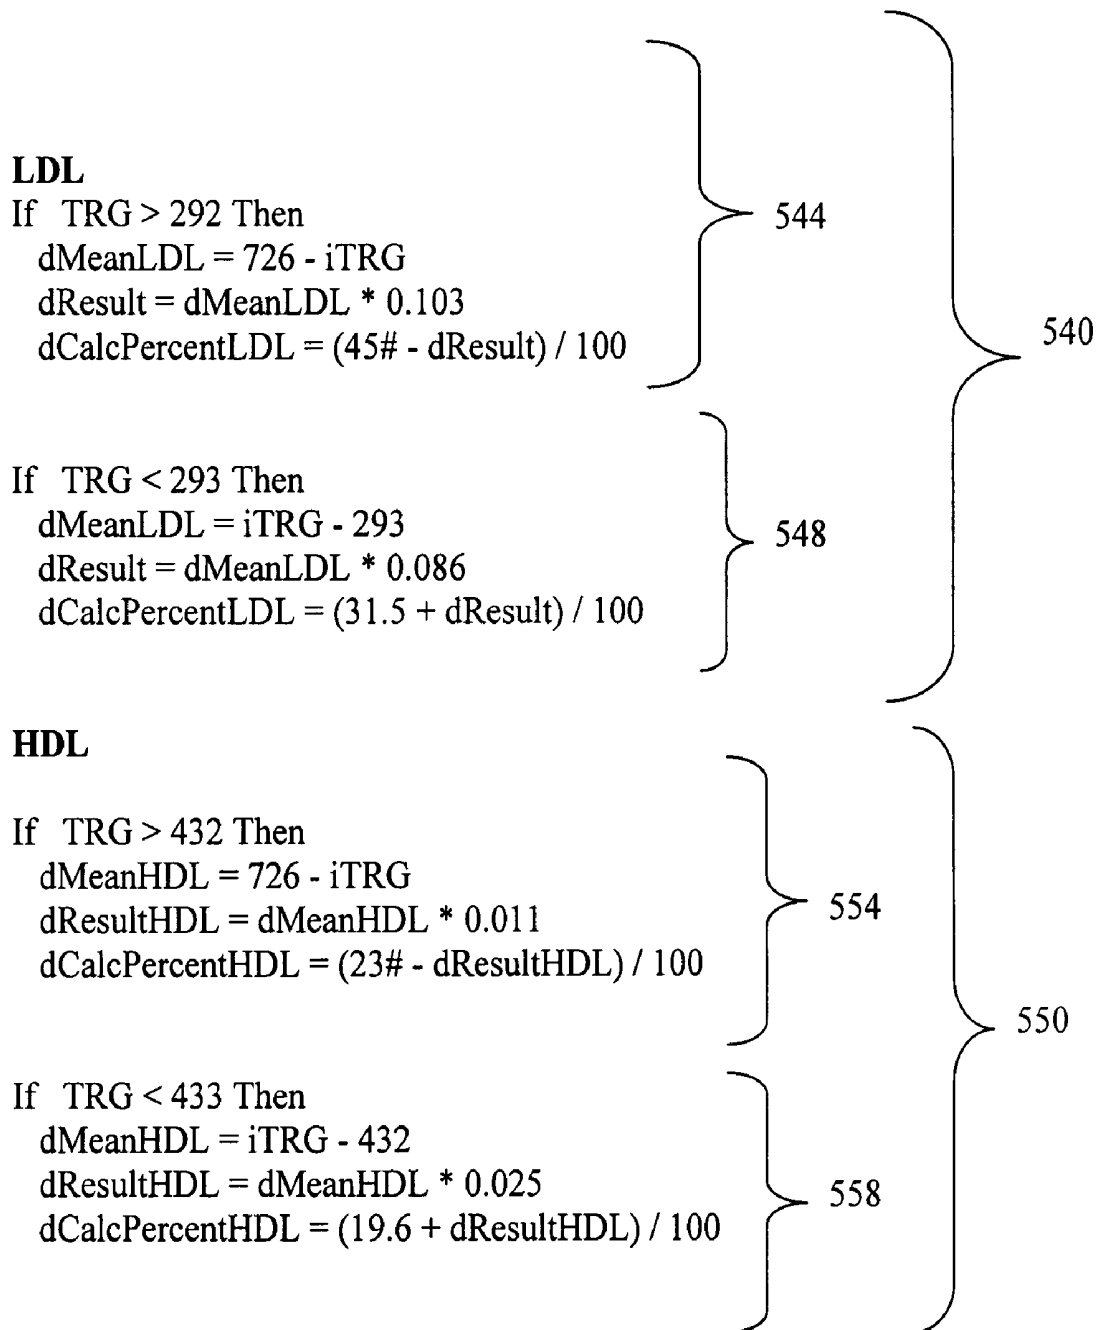 LDL
If TRG > 292 Then
dMeanLDL = 726 - iTRG
dResult = dMeanLDL * 0.103
dCalcPercentLDL = (45# - dResult) / 100
544
540
If TRG < 293 Then
dMeanLDL = iTRG - 293
dResult = dMeanLDL * 0.086
dCalcPercentLDL = (31.5 + dResult) / 100
548
HDL
If TRG > 432 Then
dMeanHDL = 726 - iTRG
dResultHDL = dMeanHDL * 0.011
dCalcPercentHDL = (23# - dResultHDL) / 100
554
550
If TRG < 433 Then
dMeanHDL = iTRG - 432
dResultHDL = dMeanHDL * 0.025
dCalcPercentHDL = (19.6 + dResultHDL) / 100
558